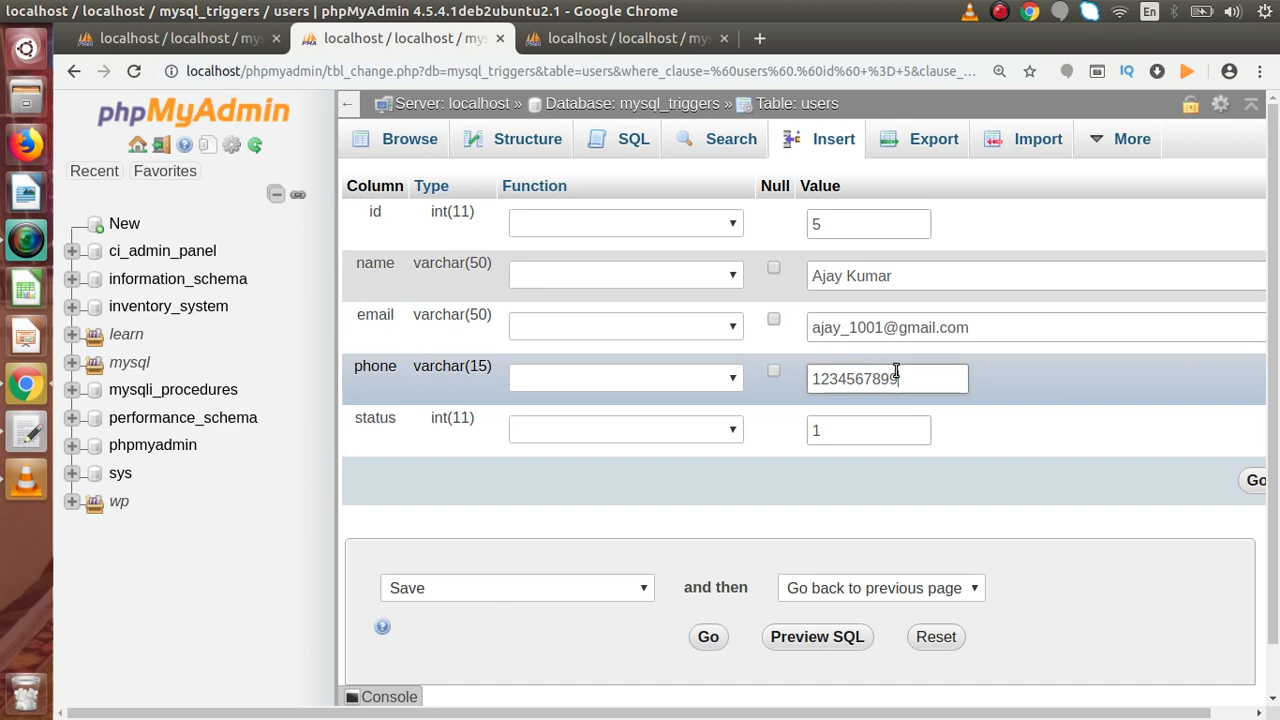 localhost / localhost / mysql_triggers / users | phpMyAdmin 4.5.4.1deb2ubuntu2.1 - Google Chrome
En
localhost / localhost / my
localhost / localhost / my
localhost / localhost / my
localhost/phpmyadmin/tbl_change.php?db=mysql_triggers&table=users&where_clause=%60users%60.%60id%60+%3D+5&clause_...
IQ
phpMyAdmin
Recent
Favorites
New
ci_admin_panel
information_schema
inventory_system
learn
mysql
mysqli_procedures
performance_schema
phpmyadmin
sys
wp
Server: localhost » Database: mysql_triggers » Table: users
Browse Structure SQL Search Insert Export Import More
Column Type Function Null Value
id int(11) 5
name varchar(50) Ajay Kumar
email varchar(50) ajay_1001@gmail.com
phone varchar(15) 1234567899
status int(11) 1
Go
Save and then Go back to previous page
Go Preview SQL Reset
Console